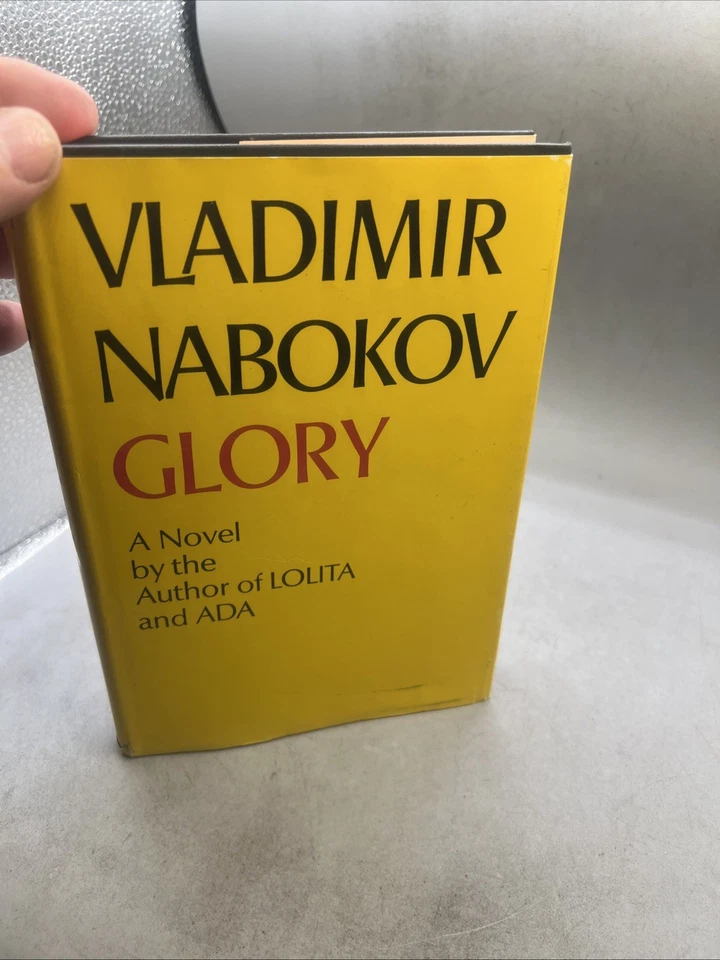 VLADIMIR
NABOKOV
GLORY
A Novel
by the
Author of LOLITA
and ADA